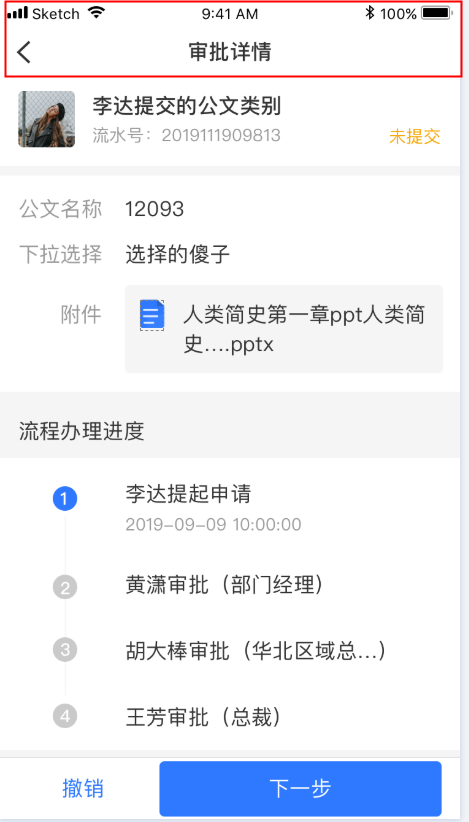 Sketch 9:41 AM 100%
审批详情
李达提交的公文类别
流水号：2019111909813
未提交
公文名称 12093
下拉选择 选择的傻子
附件 人类简史第一章ppt人类简
史....pptx
流程办理进度
1 李达提起申请
2019-09-09 10:00:00
2 黄潇审批（部门经理）
3 胡大棒审批（华北区域总...）
4 王芳审批（总裁）
撤销 下一步